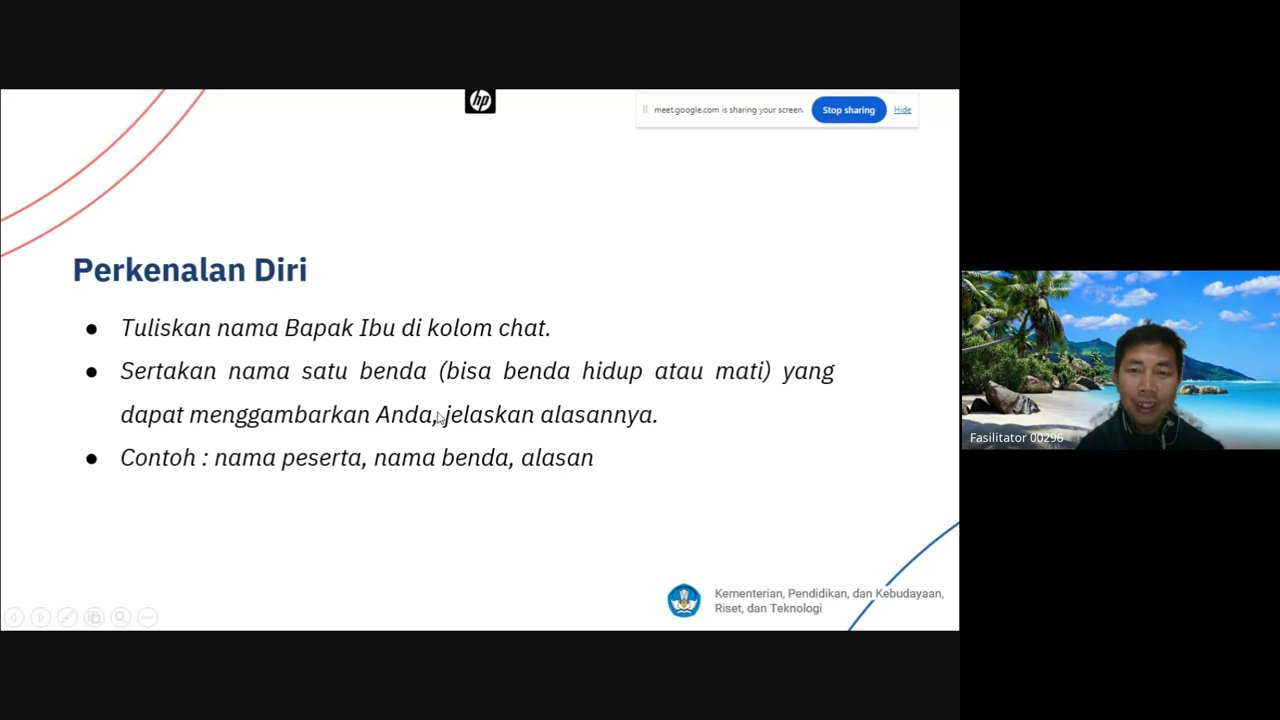 hp
meet.google.com is sharing your screen.
Stop sharing
Hide
Perkenalan Diri
● Tuliskan nama Bapak Ibu di kolom chat.
● Sertakan nama satu benda (bisa benda hidup atau mati) yang
dapat menggambarkan Anda, jelaskan alasannya.
● Contoh : nama peserta, nama benda, alasan
Fasilitator 00296
Kementerian, Pendidikan, dan Kebudayaan,
Riset, dan Teknologi